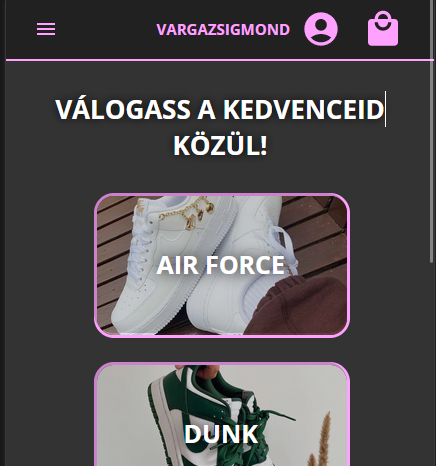 VARGAZSIGMOND
VÁLOGASS A KEDVENCEID
KÖZÜL!
AIR FORCE
DUNK